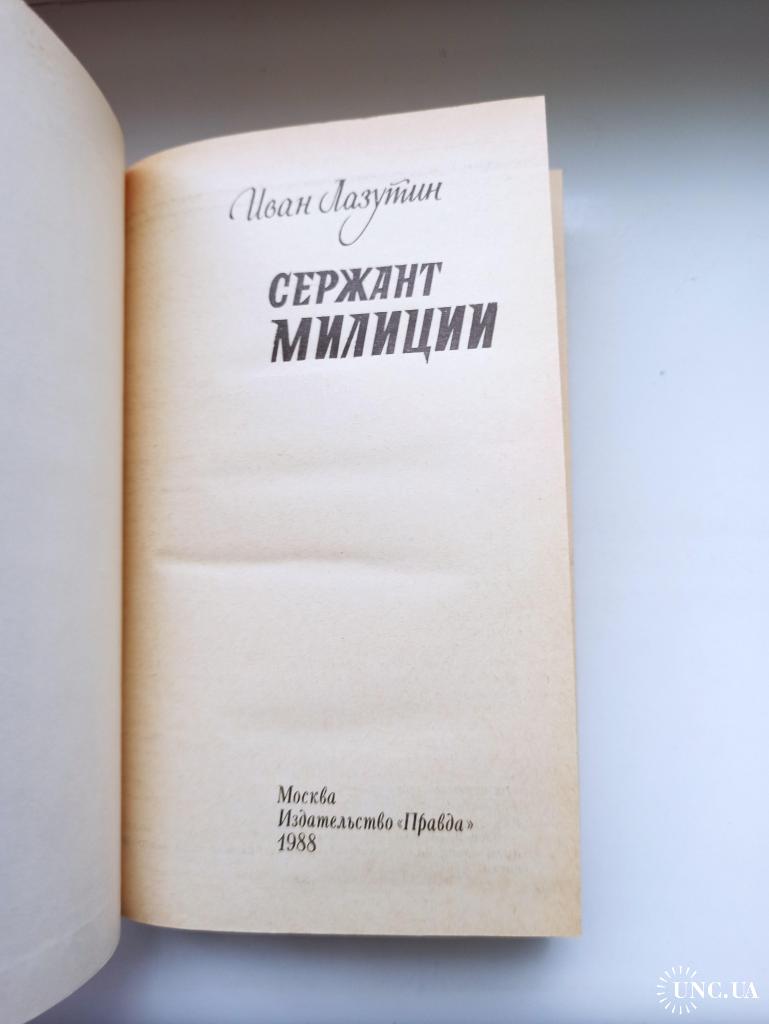 Иван Лазутин
СЕРЖАНТ
МИЛИЦИИ
Москва
Издательство «Правда»
1988
UNC.UA